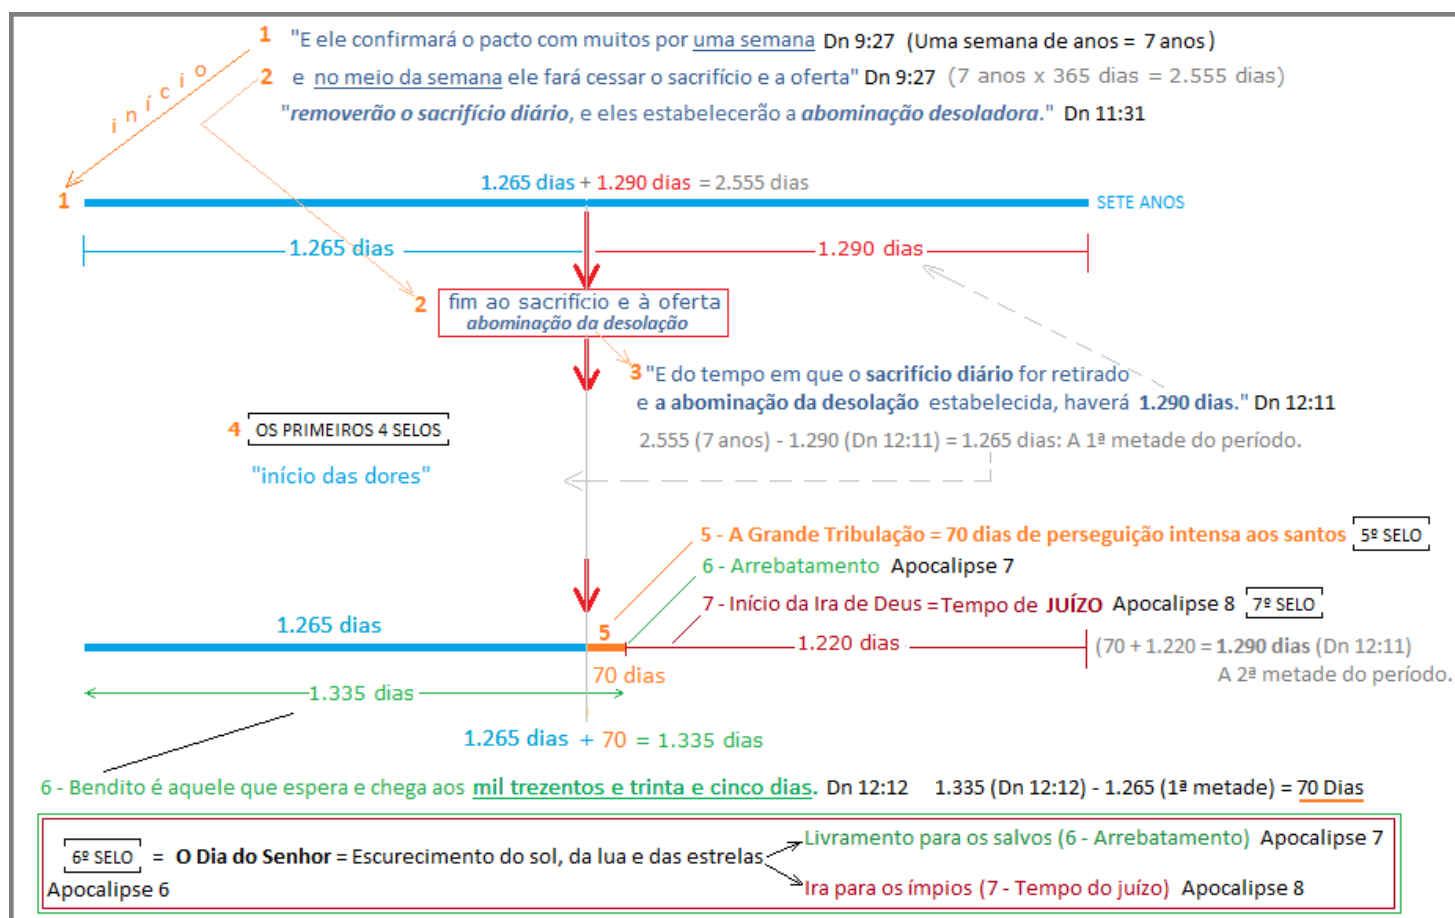 1 "E ele confirmará o pacto com muitos por uma semana Dn 9:27 (Uma semana de anos = 7 anos)
início
2 e no meio da semana ele fará cessar o sacrifício e a oferta" Dn 9:27 (7 anos x 365 dias = 2.555 dias)
"removerão o sacrifício diário, e eles estabelecerão a abominação desoladora." Dn 11:31
1.265 dias + 1.290 dias = 2.555 dias
1
SETE ANOS
1.265 dias
1.290 dias
2 fim ao sacrifício e à oferta
abominação da desolação
3 "E do tempo em que o sacrifício diário for retirado
e a abominação da desolação estabelecida, haverá 1.290 dias." Dn 12:11
2.555 (7 anos) - 1.290 (Dn 12:11) = 1.265 dias: A 1ª metade do período.
4 OS PRIMEIROS 4 SELOS
"início das dores"
5 - A Grande Tribulação = 70 dias de perseguição intensa aos santos 5º SELO
6 - Arrebatamento Apocalipse 7
7 - Início da Ira de Deus = Tempo de JUÍZO Apocalipse 8 7º SELO
1.265 dias
5
1.220 dias
(70 + 1.220 = 1.290 dias (Dn 12:11)
A 2ª metade do período.
70 dias
1.335 dias
1.265 dias + 70 = 1.335 dias
6 - Bendito é aquele que espera e chega aos mil trezentos e trinta e cinco dias. Dn 12:12 1.335 (Dn 12:12) - 1.265 (1ª metade) = 70 Dias
Livramento para os salvos (6 - Arrebatamento) Apocalipse 7
6º SELO = O Dia do Senhor = Escurecimento do sol, da lua e das estrelas
Apocalipse 6
Ira para os ímpios (7 - Tempo do juízo) Apocalipse 8